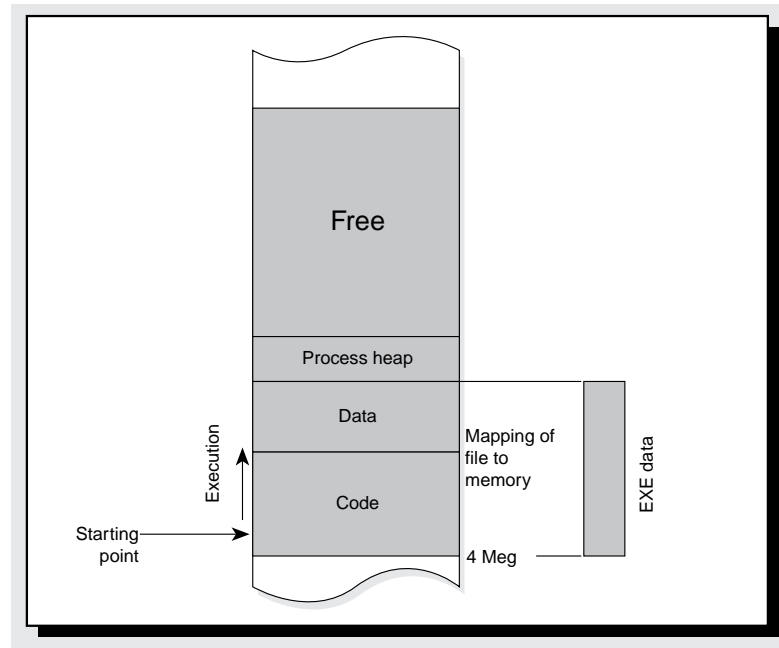 Free
Process heap
Data
Mapping of
file to
memory
EXE data
Execution
Code
Starting
point
4 Meg